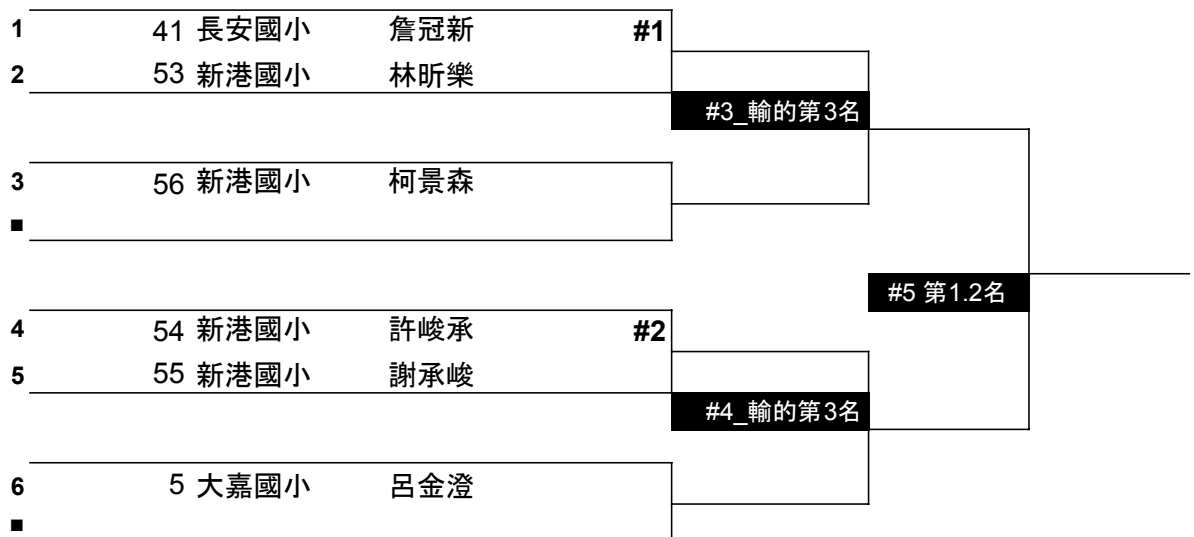 1 41 長安國小 詹冠新 #1
2 53 新港國小 林昕樂
#3_輸的第3名
3 56 新港國小 柯景森
■
#5 第1.2名
4 54 新港國小 許峻承 #2
5 55 新港國小 謝承峻
#4_輸的第3名
6 5 大嘉國小 呂金澄
■